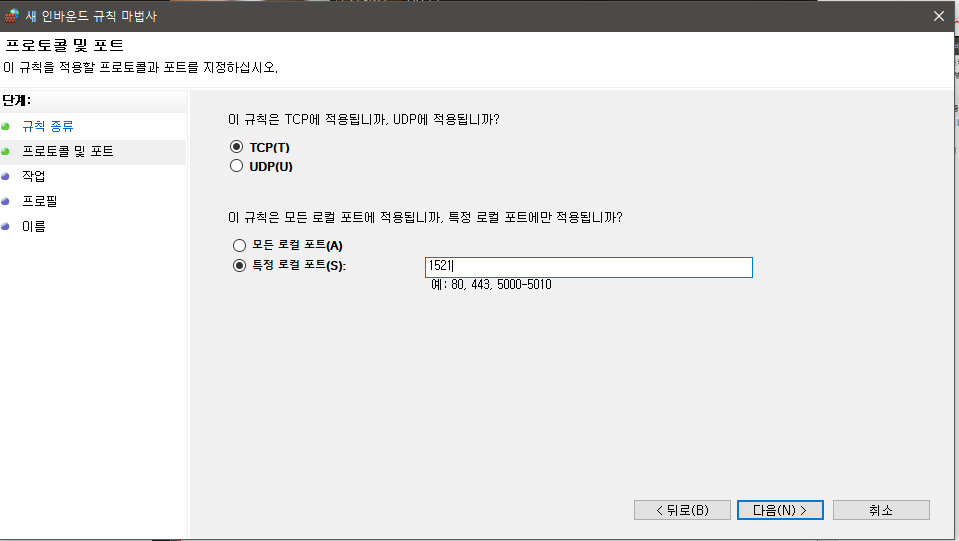 새 인바운드 규칙 마법사
프로토콜 및 포트
이 규칙을 적용할 프로토콜과 포트를 지정하십시오.
단계:
규칙 종류
프로토콜 및 포트
작업
프로필
이름
이 규칙은 TCP에 적용됩니까, UDP에 적용됩니까?
TCP(T)
UDP(U)
이 규칙은 모든 로컬 포트에 적용됩니까, 특정 로컬 포트에만 적용됩니까?
모든 로컬 포트(A)
특정 로컬 포트(S):
1521
예: 80, 443, 5000-5010
< 뒤로(B)
다음(N) >
취소